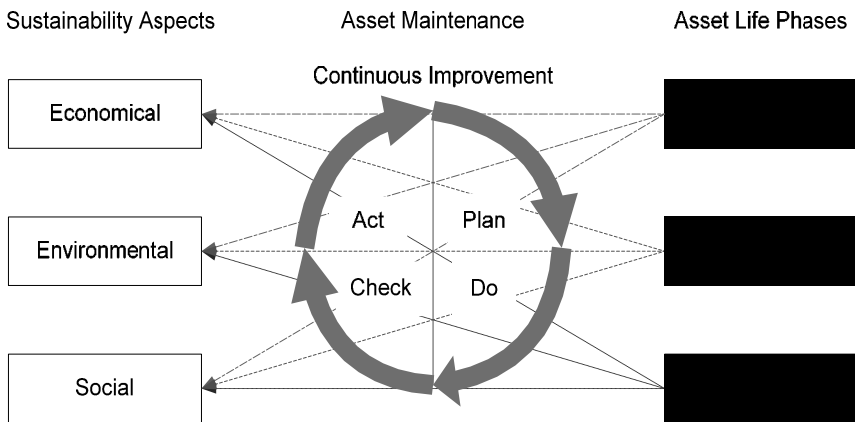 Sustainability Aspects
Asset Maintenance
Asset Life Phases
Continuous Improvement
Economical
Environmental
Social
Act
Plan
Check
Do